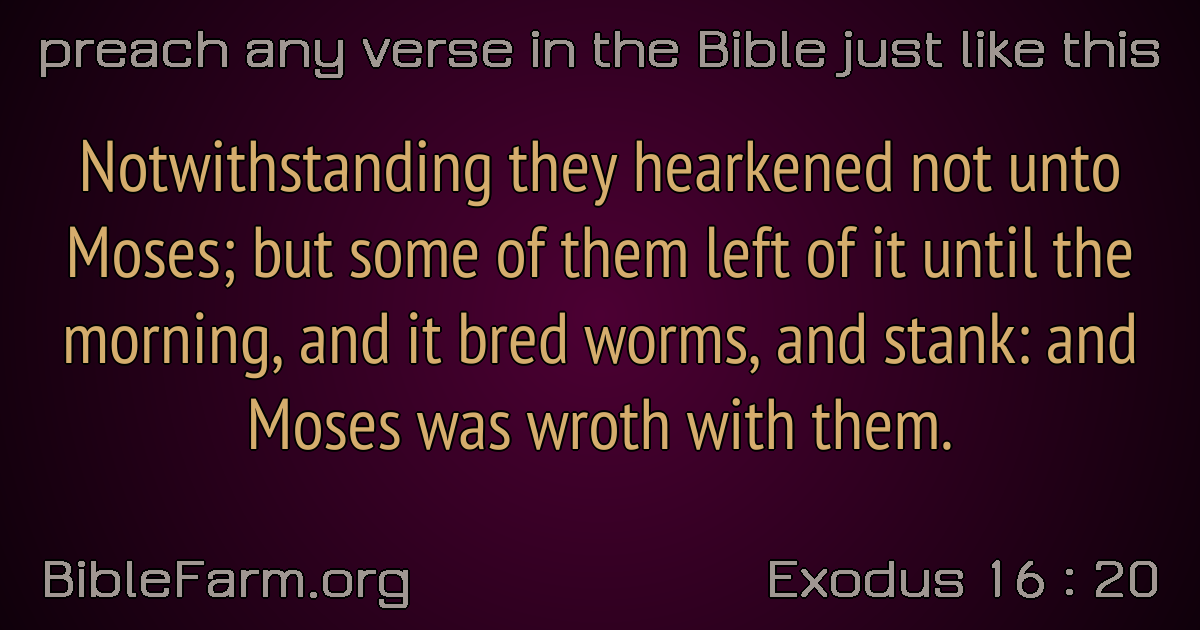 preach any verse in the Bible just like this
Notwithstanding they hearkened not unto
Moses; but some of them left of it until the
morning, and it bred worms, and stank: and
Moses was wroth with them.
BibleFarm.org
Exodus 16 : 20